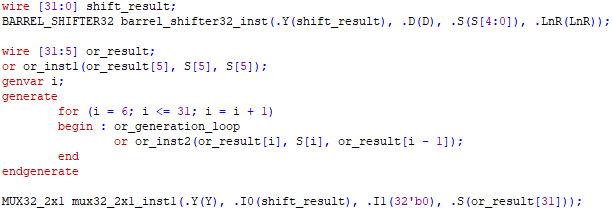 wire [31:0] shift_result;
BARREL_SHIFTER32 barrel_shifter32_inst(.Y(shift_result), .D(D), .S(S[4:0]), .LnR(LnR));
wire [31:5] or_result;
or or_inst1(or_result[5], S[5], S[5]);
genvar i;
generate
for (i = 6; i <= 31; i = i + 1)
begin : or_generation_loop
or or_inst2(or_result[i], S[i], or_result[i - 1]);
end
endgenerate
MUX32_2x1 mux32_2x1_inst1(.Y(Y), .I0(shift_result), .I1(32'b0), .S(or_result[31]));